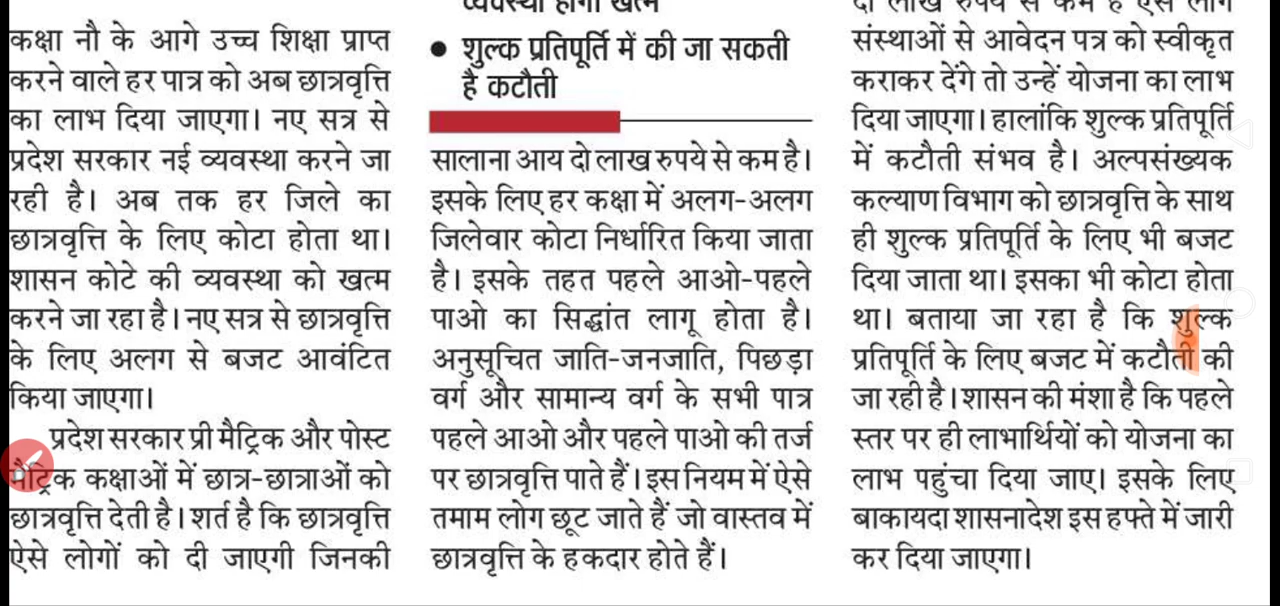 कक्षा नौ के आगे उच्च शिक्षा प्राप्त
करने वाले हर पात्र को अब छात्रवृत्ति
का लाभ दिया जाएगा। नए सत्र से
प्रदेश सरकार नई व्यवस्था करने जा
रही है। अब तक हर जिले का
छात्रवृत्ति के लिए कोटा होता था।
शासन कोटे की व्यवस्था को खत्म
करने जा रहा है। नए सत्र से छात्रवृत्ति
के लिए अलग से बजट आवंटित
किया जाएगा।
प्रदेश सरकार प्री मैट्रिक और पोस्ट
मैट्रिक कक्षाओं में छात्र-छात्राओं को
छात्रवृत्ति देती है। शर्त है कि छात्रवृत्ति
ऐसे लोगों को दी जाएगी जिनकी
व्यवस्था होगी खत्म
• शुल्क प्रतिपूर्ति में की जा सकती
है कटौती
सालाना आय दो लाख रुपये से कम है।
इसके लिए हर कक्षा में अलग-अलग
जिलेवार कोटा निर्धारित किया जाता
है। इसके तहत पहले आओ-पहले
पाओ का सिद्धांत लागू होता है।
अनुसूचित जाति-जनजाति, पिछड़ा
वर्ग और सामान्य वर्ग के सभी पात्र
पहले आओ और पहले पाओ की तर्ज
पर छात्रवृत्ति पाते हैं। इस नियम में ऐसे
तमाम लोग छूट जाते हैं जो वास्तव में
छात्रवृत्ति के हकदार होते हैं।
दो लाख रुपये से कम है ऐसे लोग
संस्थाओं से आवेदन पत्र को स्वीकृत
कराकर देंगे तो उन्हें योजना का लाभ
दिया जाएगा। हालांकि शुल्क प्रतिपूर्ति
में कटौती संभव है। अल्पसंख्यक
कल्याण विभाग को छात्रवृत्ति के साथ
ही शुल्क प्रतिपूर्ति के लिए भी बजट
दिया जाता था। इसका भी कोटा होता
था। बताया जा रहा है कि शुल्क
प्रतिपूर्ति के लिए बजट में कटौती की
जा रही है। शासन की मंशा है कि पहले
स्तर पर ही लाभार्थियों को योजना का
लाभ पहुंचा दिया जाए। इसके लिए
बाकायदा शासनादेश इस हफ्ते में जारी
कर दिया जाएगा।